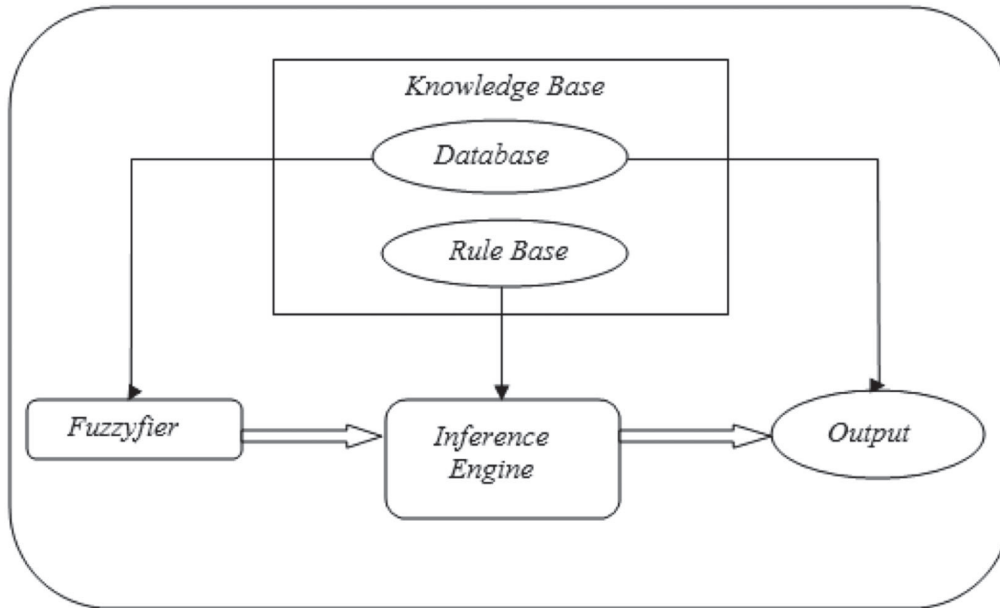 Knowledge Base
Database
Rule Base
Fuzzyfier
Inference
Engine
Output